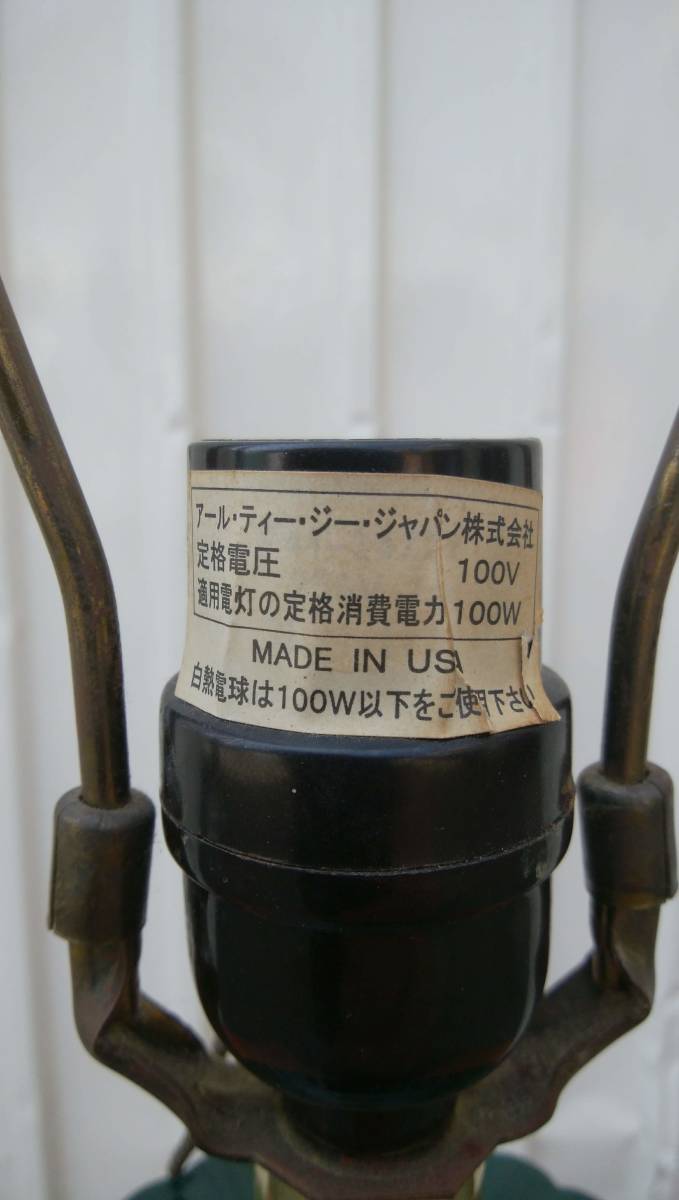 アール・ティー・ジー・ジャパン株式会社
定格電圧 100V
適用電灯の定格消費電力 100W
MADE IN USA
白熱電球は100W以下をご使用下さい